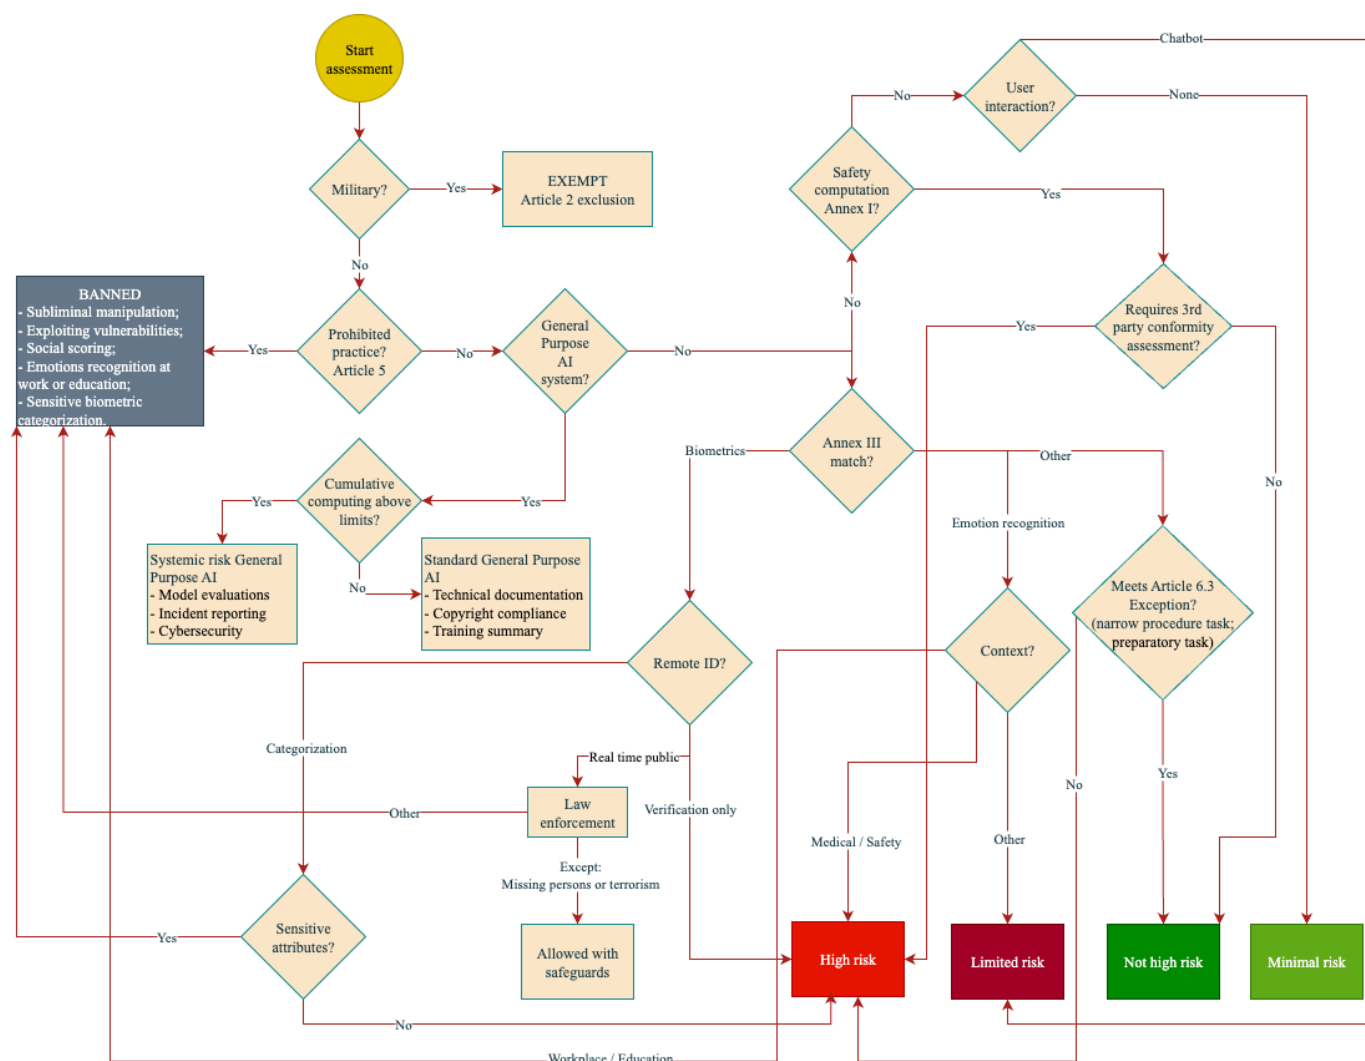 Start
assessment
Chatbot
User
interaction?
None
No
Military?
Yes
EXEMPT
Article 2 exclusion
Safety
computation
Annex I?
Yes
No
BANNED
- Subliminal manipulation;
- Exploiting vulnerabilities;
- Social scoring;
- Emotions recognition at
work or education;
- Sensitive biometric
categorization.
Yes
Prohibited
practice?
Article 5
No
General
Purpose
AI
system?
No
No
Yes
Requires 3rd
party conformity
assessment?
No
Biometrics
Annex III
match?
Other
Emotion recognition
Yes
Cumulative
computing above
limits?
Yes
Systemic risk General
Purpose AI
- Model evaluations
- Incident reporting
- Cybersecurity
No
Standard General Purpose
AI
- Technical documentation
- Copyright compliance
- Training summary
Remote ID?
Context?
Meets Article 6.3
Exception?
(narrow procedure task;
preparatory task)
Categorization
Real time public
Verification only
Law
enforcement
Other
Except:
Missing persons or terrorism
Allowed with
safeguards
Medical / Safety
Other
No
Yes
Yes
Sensitive
attributes?
No
High risk
Limited risk
Not high risk
Minimal risk
Workplace / Education